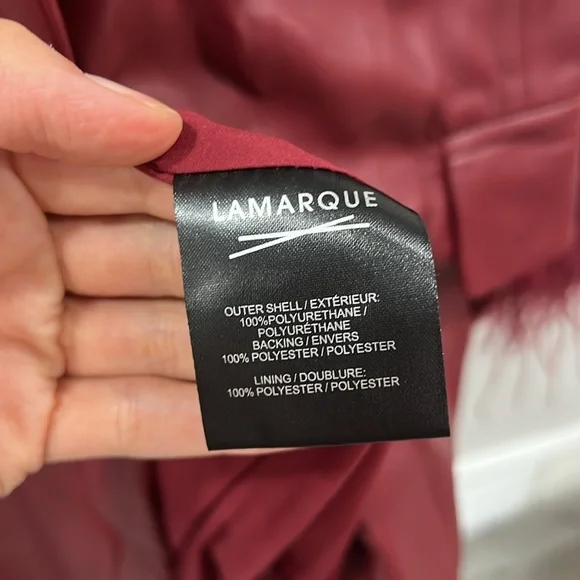 LAMARQUE
OUTER SHELL / EXTÉRIEUR:
100%POLYURETHANE /
POLYURÉTHANE
BACKING / ENVERS
100% POLYESTER / POLYESTER
LINING / DOUBLURE:
100% POLYESTER / POLYESTER